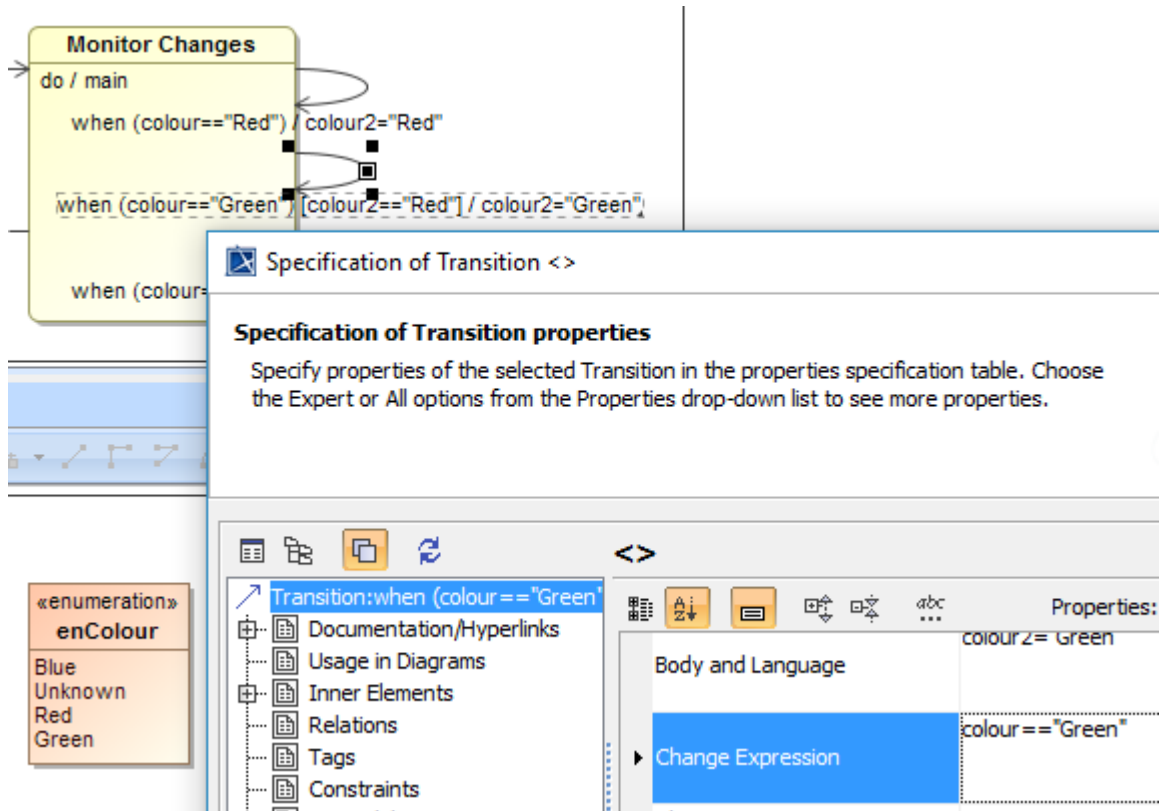 Monitor Changes
do / main
when (colour=="Red") / colour2="Red"
when (colour=="Green") [colour2=="Red"] / colour2="Green"
when (colour=
Specification of Transition <>
Specification of Transition properties
Specify properties of the selected Transition in the properties specification table. Choose
the Expert or All options from the Properties drop-down list to see more properties.
«enumeration»
enColour
Blue
Unknown
Red
Green
Transition:when (colour=="Green"
Documentation/Hyperlinks
Usage in Diagrams
Inner Elements
Relations
Tags
Constraints
<>
abc
Properties:
colour2="Green"
Body and Language
Change Expression
colour=="Green"